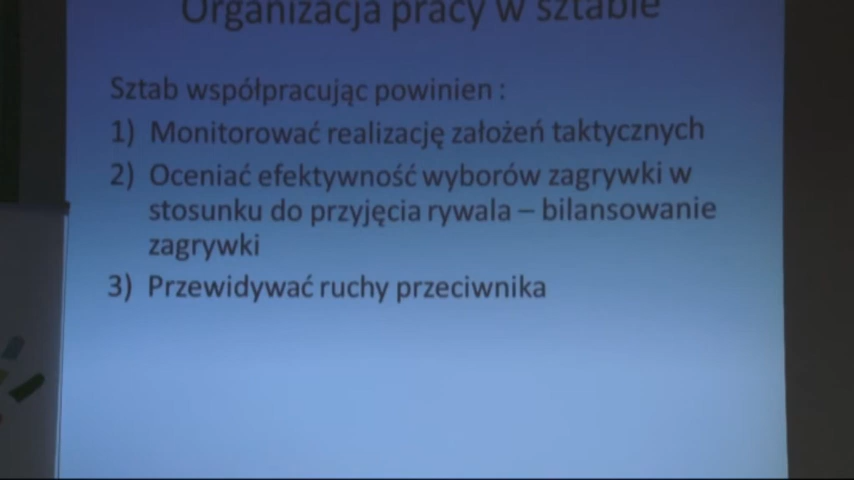 Organizacja pracy w sztabie
Sztab współpracując powinien :
1) Monitorować realizację założeń taktycznych
2) Oceniać efektywność wyborów zagrywki w
stosunku do przyjęcia rywala – bilansowanie
zagrywki
3) Przewidywać ruchy przeciwnika